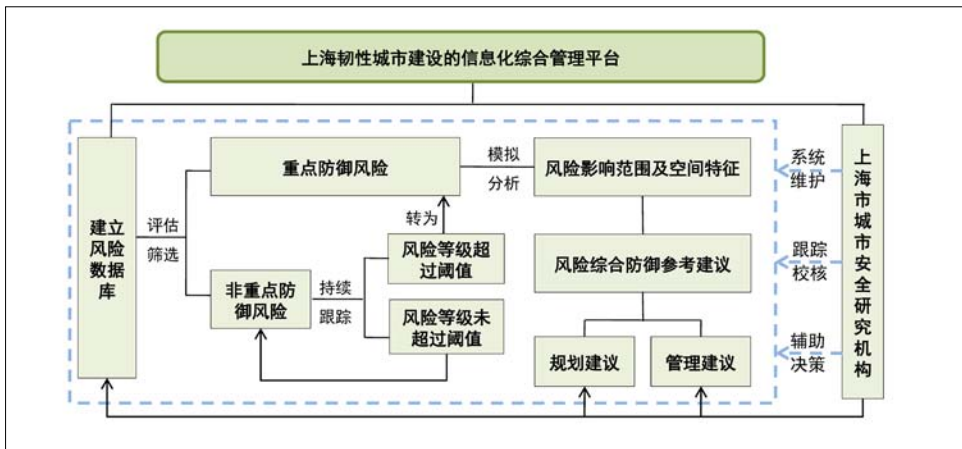 上海韧性城市建设的信息化综合管理平台
建立
风险
数据
库
评估
筛选
重点防御风险
非重点防
御风险
持续
跟踪
转为
风险等级超
过阈值
风险等级未
超过阈值
模拟
分析
风险影响范围及空间特征
风险综合防御参考建议
规划建议
管理建议
系统
维护
跟踪
校核
辅助
决策
上海市城市安全研究机构